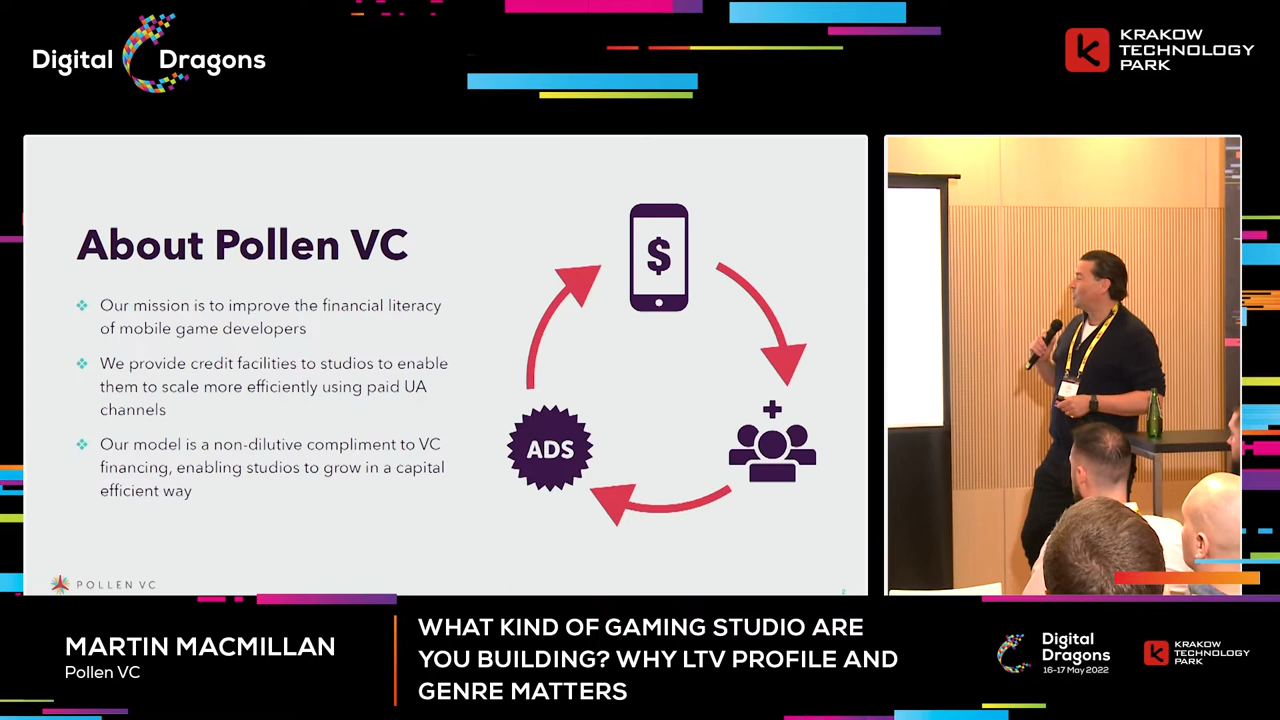 Digital Dragons
KRAKOW
TECHNOLOGY
PARK
About Pollen VC
Our mission is to improve the financial literacy
of mobile game developers
We provide credit facilities to studios to enable
them to scale more efficiently using paid UA
channels
Our model is a non-dilutive compliment to VC
financing, enabling studios to grow in a capital
efficient way
$
ADS
POLLEN VC
2
MARTIN MACMILLAN
Pollen VC
WHAT KIND OF GAMING STUDIO ARE
YOU BUILDING? WHY LTV PROFILE AND
GENRE MATTERS
Digital
Dragons
16-17 May 2022
KRAKOW
TECHNOLOGY
PARK